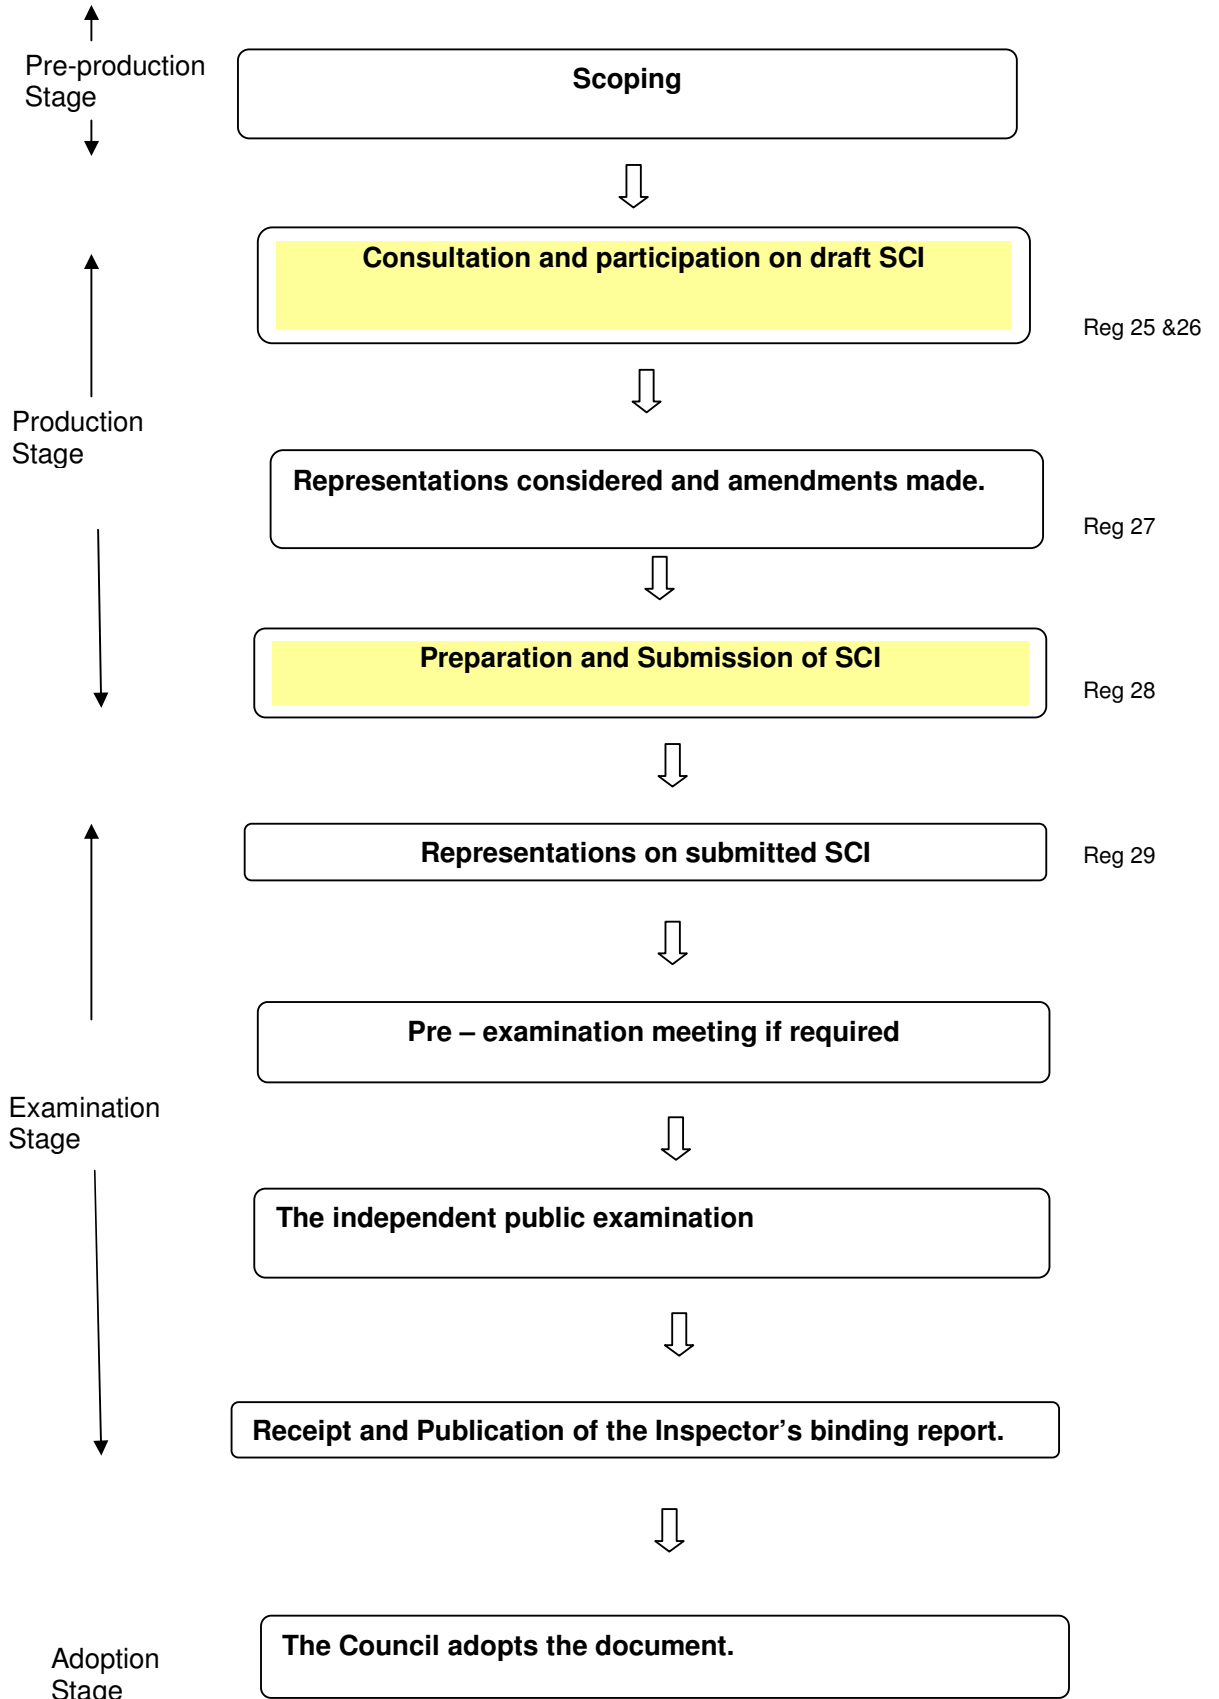 Pre-production
Stage
Scoping
Consultation and participation on draft SCI
Reg 25 &26
Production
Stage
Representations considered and amendments made.
Reg 27
Preparation and Submission of SCI
Reg 28
Representations on submitted SCI
Reg 29
Pre – examination meeting if required
Examination
Stage
The independent public examination
Receipt and Publication of the Inspector’s binding report.
The Council adopts the document.
Adoption
Stage